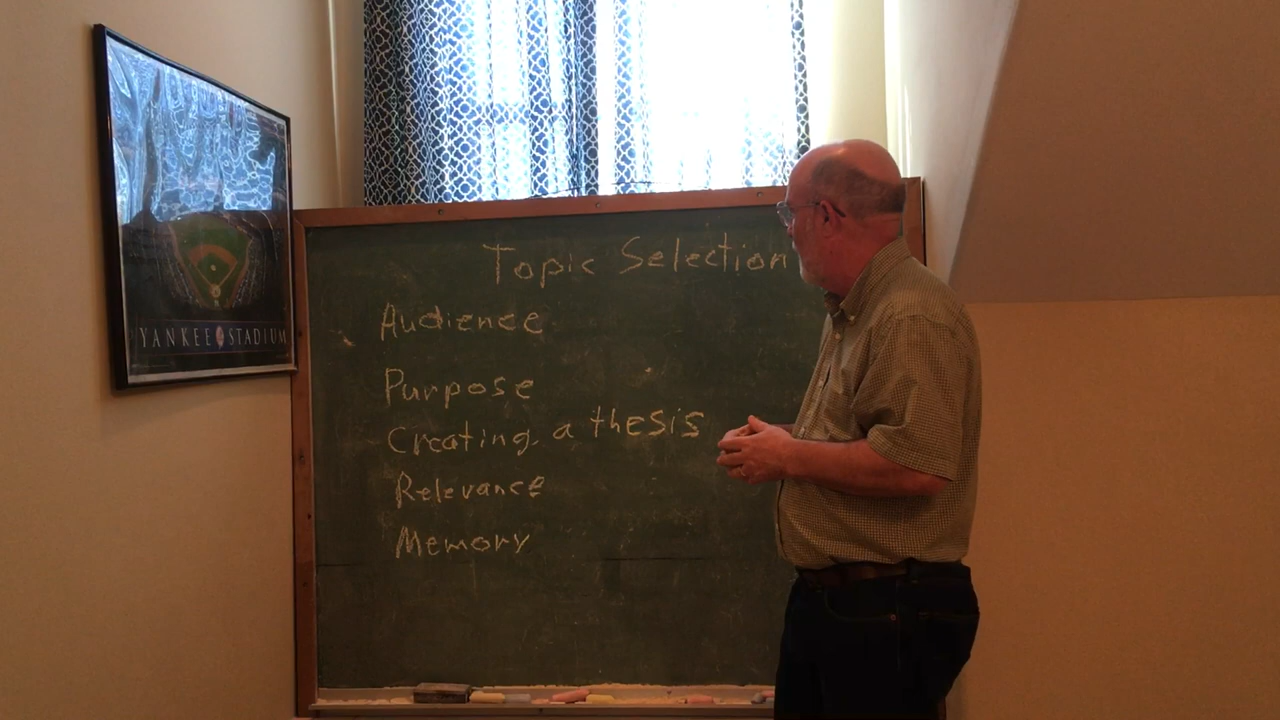 Topic Selection
Audience
Purpose
Creating a thesis
Relevance
Memory
YANKEE STADIUM